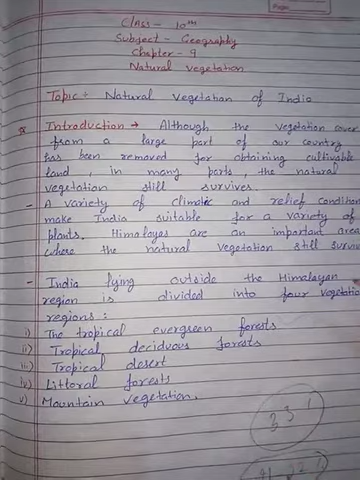 Page:
Class - 10th
Subject - Geography
Chapter - 9
Natural vegetation
Topic :- Natural vegetation of India
Introduction → Although the vegetation cover
from a large part of our country
has been removed for obtaining cultivable
land, in many parts, the natural
vegetation still survives.
- A variety of climatic and relief condition
make India suitable for a variety of
plants. Himalayas are an important area
where the natural vegetation still surviv
- India lying outside the Himalayan
region is divided into four vegetation
regions :
i) The tropical evergreen forests
ii) Tropical deciduous forests
iii) Tropical desert
iv) Littoral forests
v) Mountain vegetation.
331